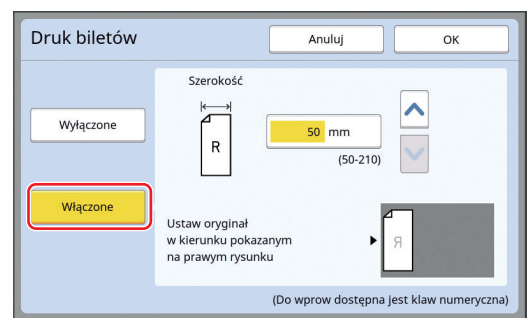 Druk biletów
Anuluj
OK
Szerokość
Wyłączone
R
50 mm
(50-210)
Włączone
Ustaw oryginał
w kierunku pokazanym
na prawym rysunku
R
(Do wprow dostępna jest klaw numeryczna)